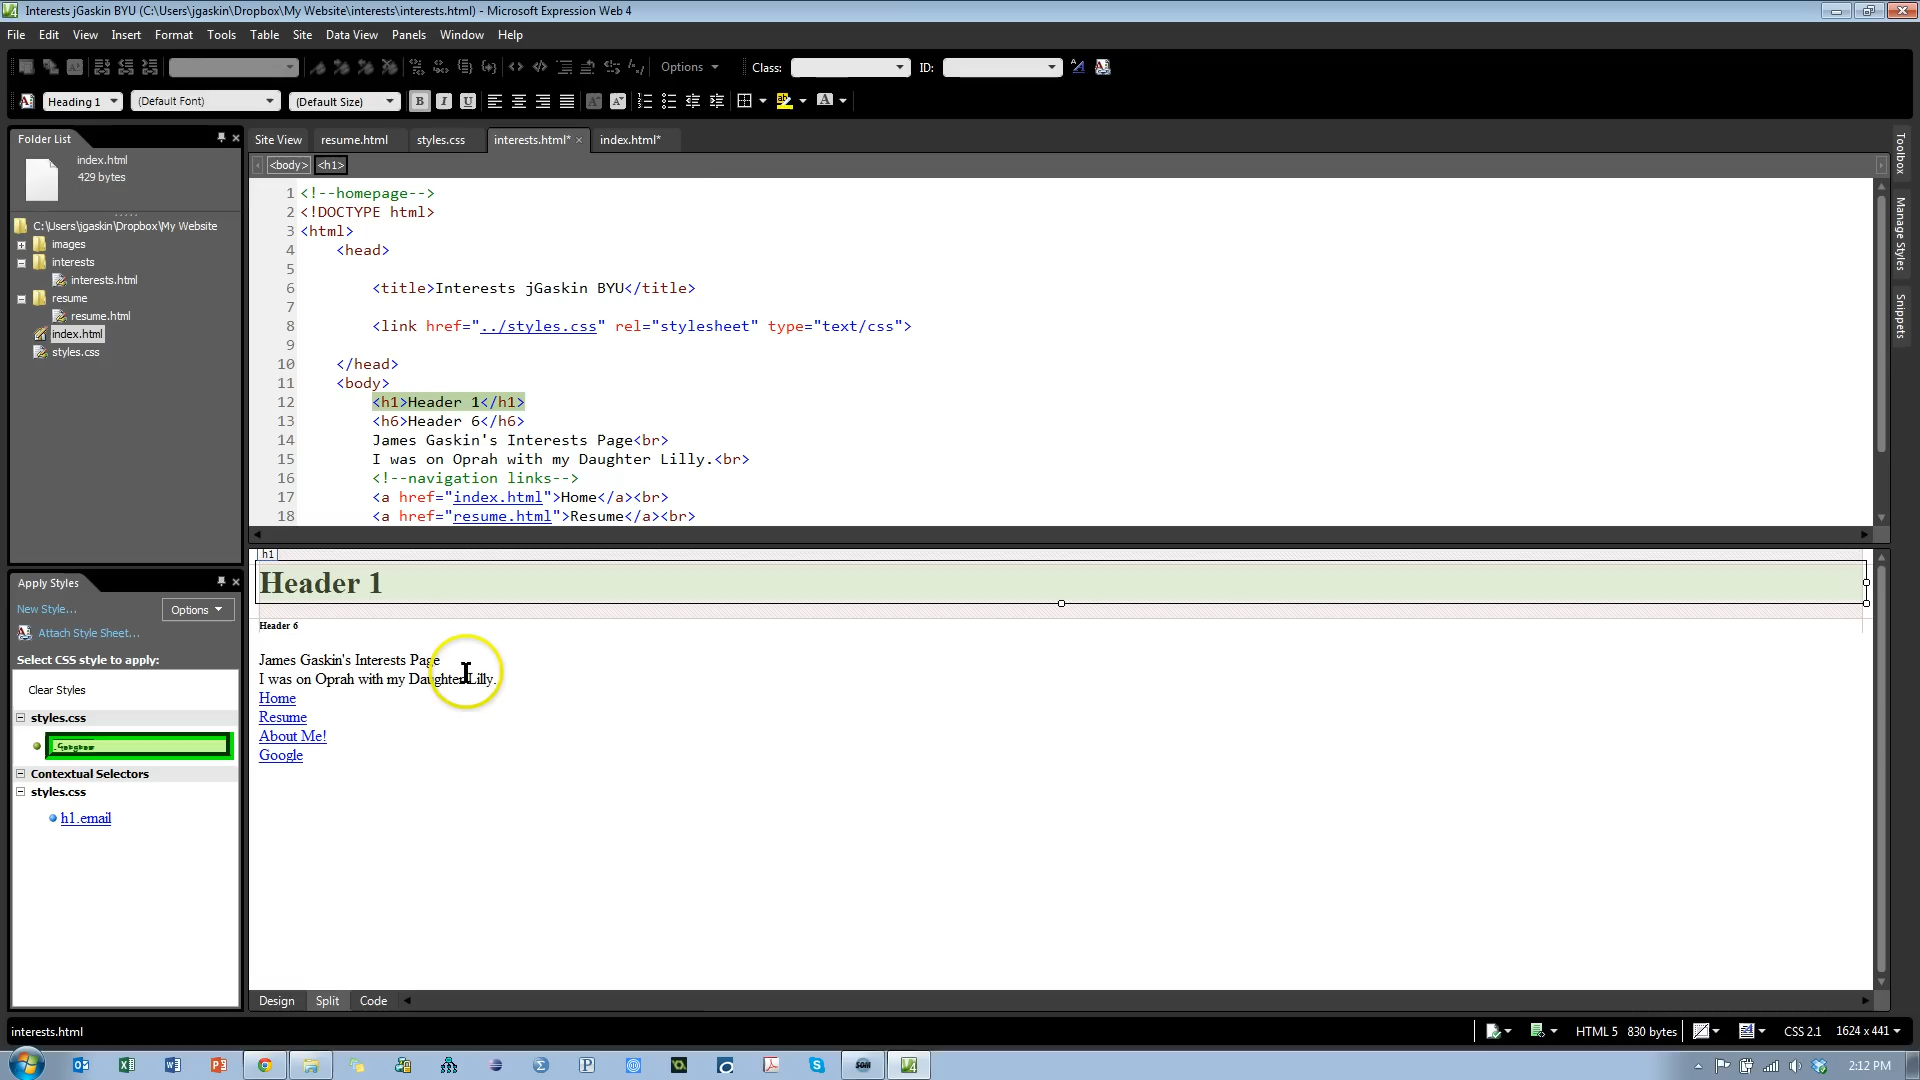 Interests jGaskin BYU (C:\Users\jgaskin\Dropbox\My Website\interests\interests.html) - Microsoft Expression Web 4
File Edit View Insert Format Tools Table Site Data View Panels Window Help
Options Class: ID:
Heading 1 (Default Font) (Default Size) B I U
Folder List
index.html
429 bytes
C:\Users\jgaskin\Dropbox\My Website
images
interests
interests.html
resume
resume.html
index.html
styles.css
Site View resume.html styles.css interests.html* index.html*
<body> <h1>
1 <!--homepage-->
2 <!DOCTYPE html>
3 <html>
4 <head>
5
6 <title>Interests jGaskin BYU</title>
7
8 <link href="../styles.css" rel="stylesheet" type="text/css">
9
10 </head>
11 <body>
12 <h1>Header 1</h1>
13 <h6>Header 6</h6>
14 James Gaskin's Interests Page<br>
15 I was on Oprah with my Daughter Lilly.<br>
16 <!--navigation links-->
17 <a href="index.html">Home</a><br>
18 <a href="resume.html">Resume</a><br>
h1
Header 1
Header 6
James Gaskin's Interests Page
I was on Oprah with my Daughter Lilly.
Home
Resume
About Me!
Google
Design Split Code
Apply Styles
New Style...
Options
Attach Style Sheet...
Select CSS style to apply:
Clear Styles
styles.css
Contextual Selectors
styles.css
h1.email
Toolbox
Manage Styles
Snippets
interests.html
HTML 5 830 bytes CSS 2.1 1624 x 441
2:12 PM